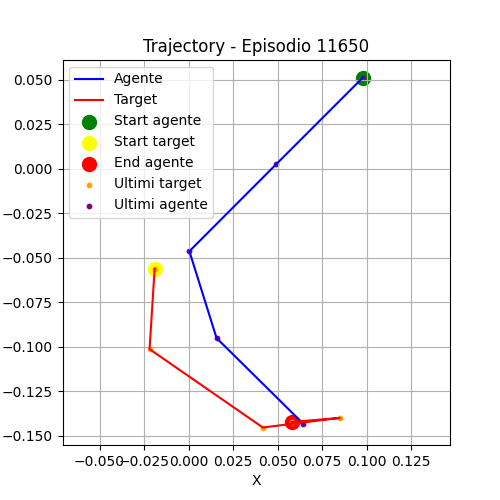 Trajectory - Episodio 11650
Agente
Target
Start agente
Start target
End agente
Ultimi target
Ultimi agente
0.050
0.025
0.000
−0.025
−0.050
−0.075
−0.100
−0.125
−0.150
−0.050 −0.025 0.000 0.025 0.050 0.075 0.100 0.125
X